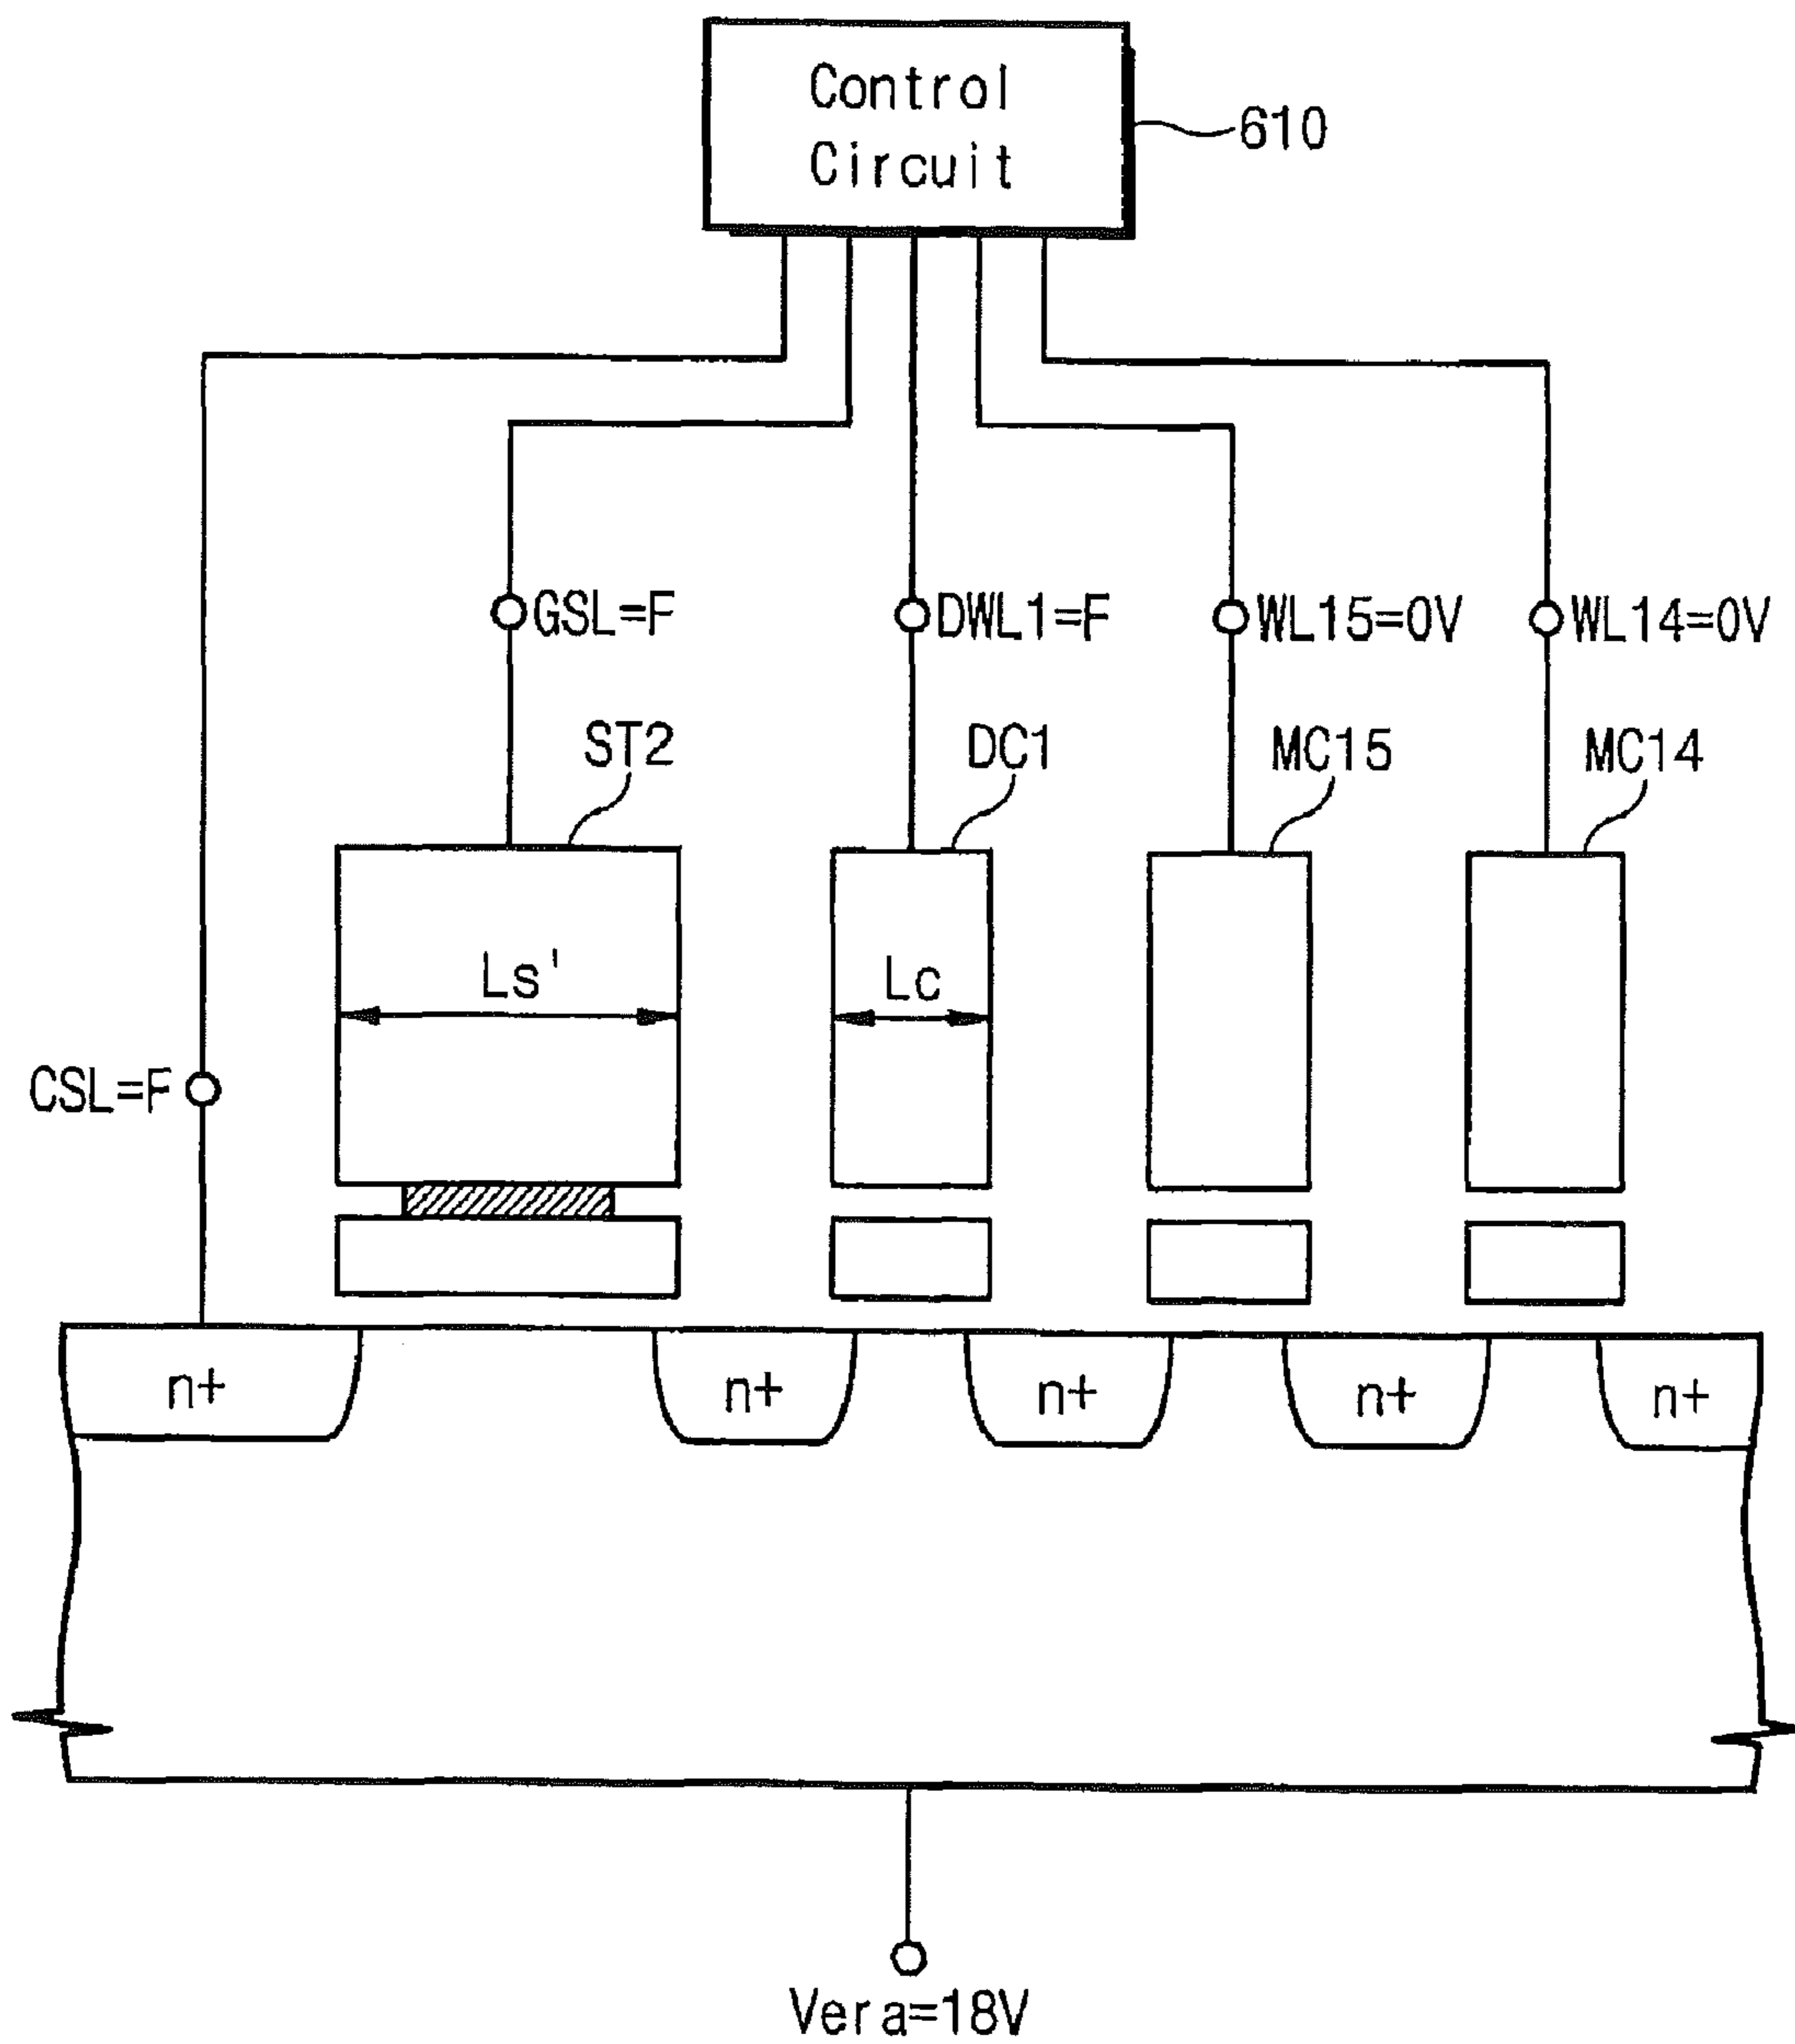 Control
Circuit
610
GSL=F
DWL1=F
WL15=0V
WL14=0V
ST2
DC1
MC15
MC14
Ls'
Lc
CSL=F
n+
n+
n+
n+
n+
Vera=18V